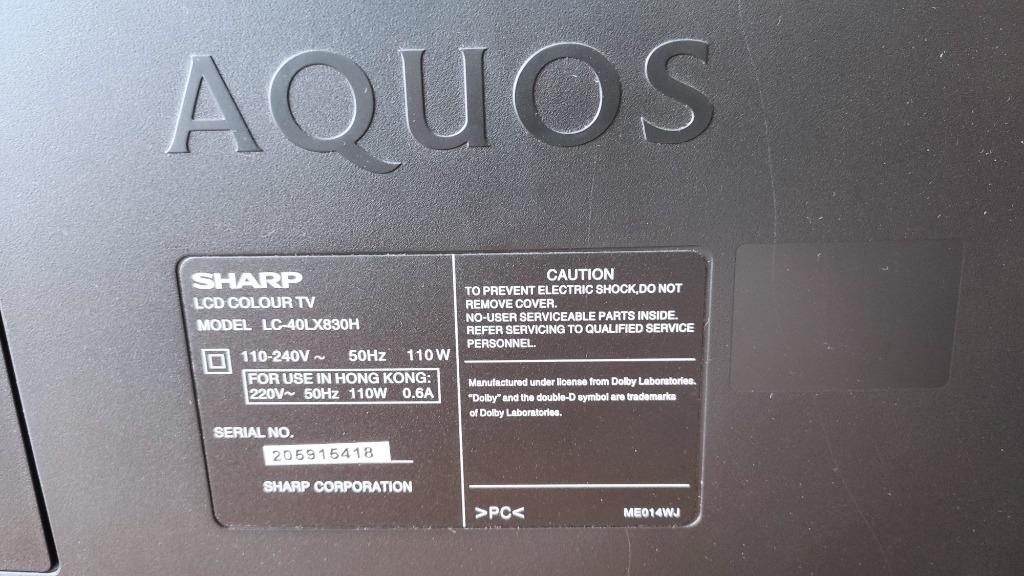 AQUOS
SHARP
LCD COLOUR TV
MODEL LC-40LX830H
110-240V ~ 50Hz 110W
FOR USE IN HONG KONG:
220V~ 50Hz 110W 0.6A
SERIAL NO.
205915418
SHARP CORPORATION
CAUTION
TO PREVENT ELECTRIC SHOCK,DO NOT
REMOVE COVER.
NO-USER SERVICEABLE PARTS INSIDE.
REFER SERVICING TO QUALIFIED SERVICE
PERSONNEL.
Manufactured under license from Dolby Laboratories.
"Dolby" and the double-D symbol are trademarks
of Dolby Laboratories.
>PC< ME014WJ